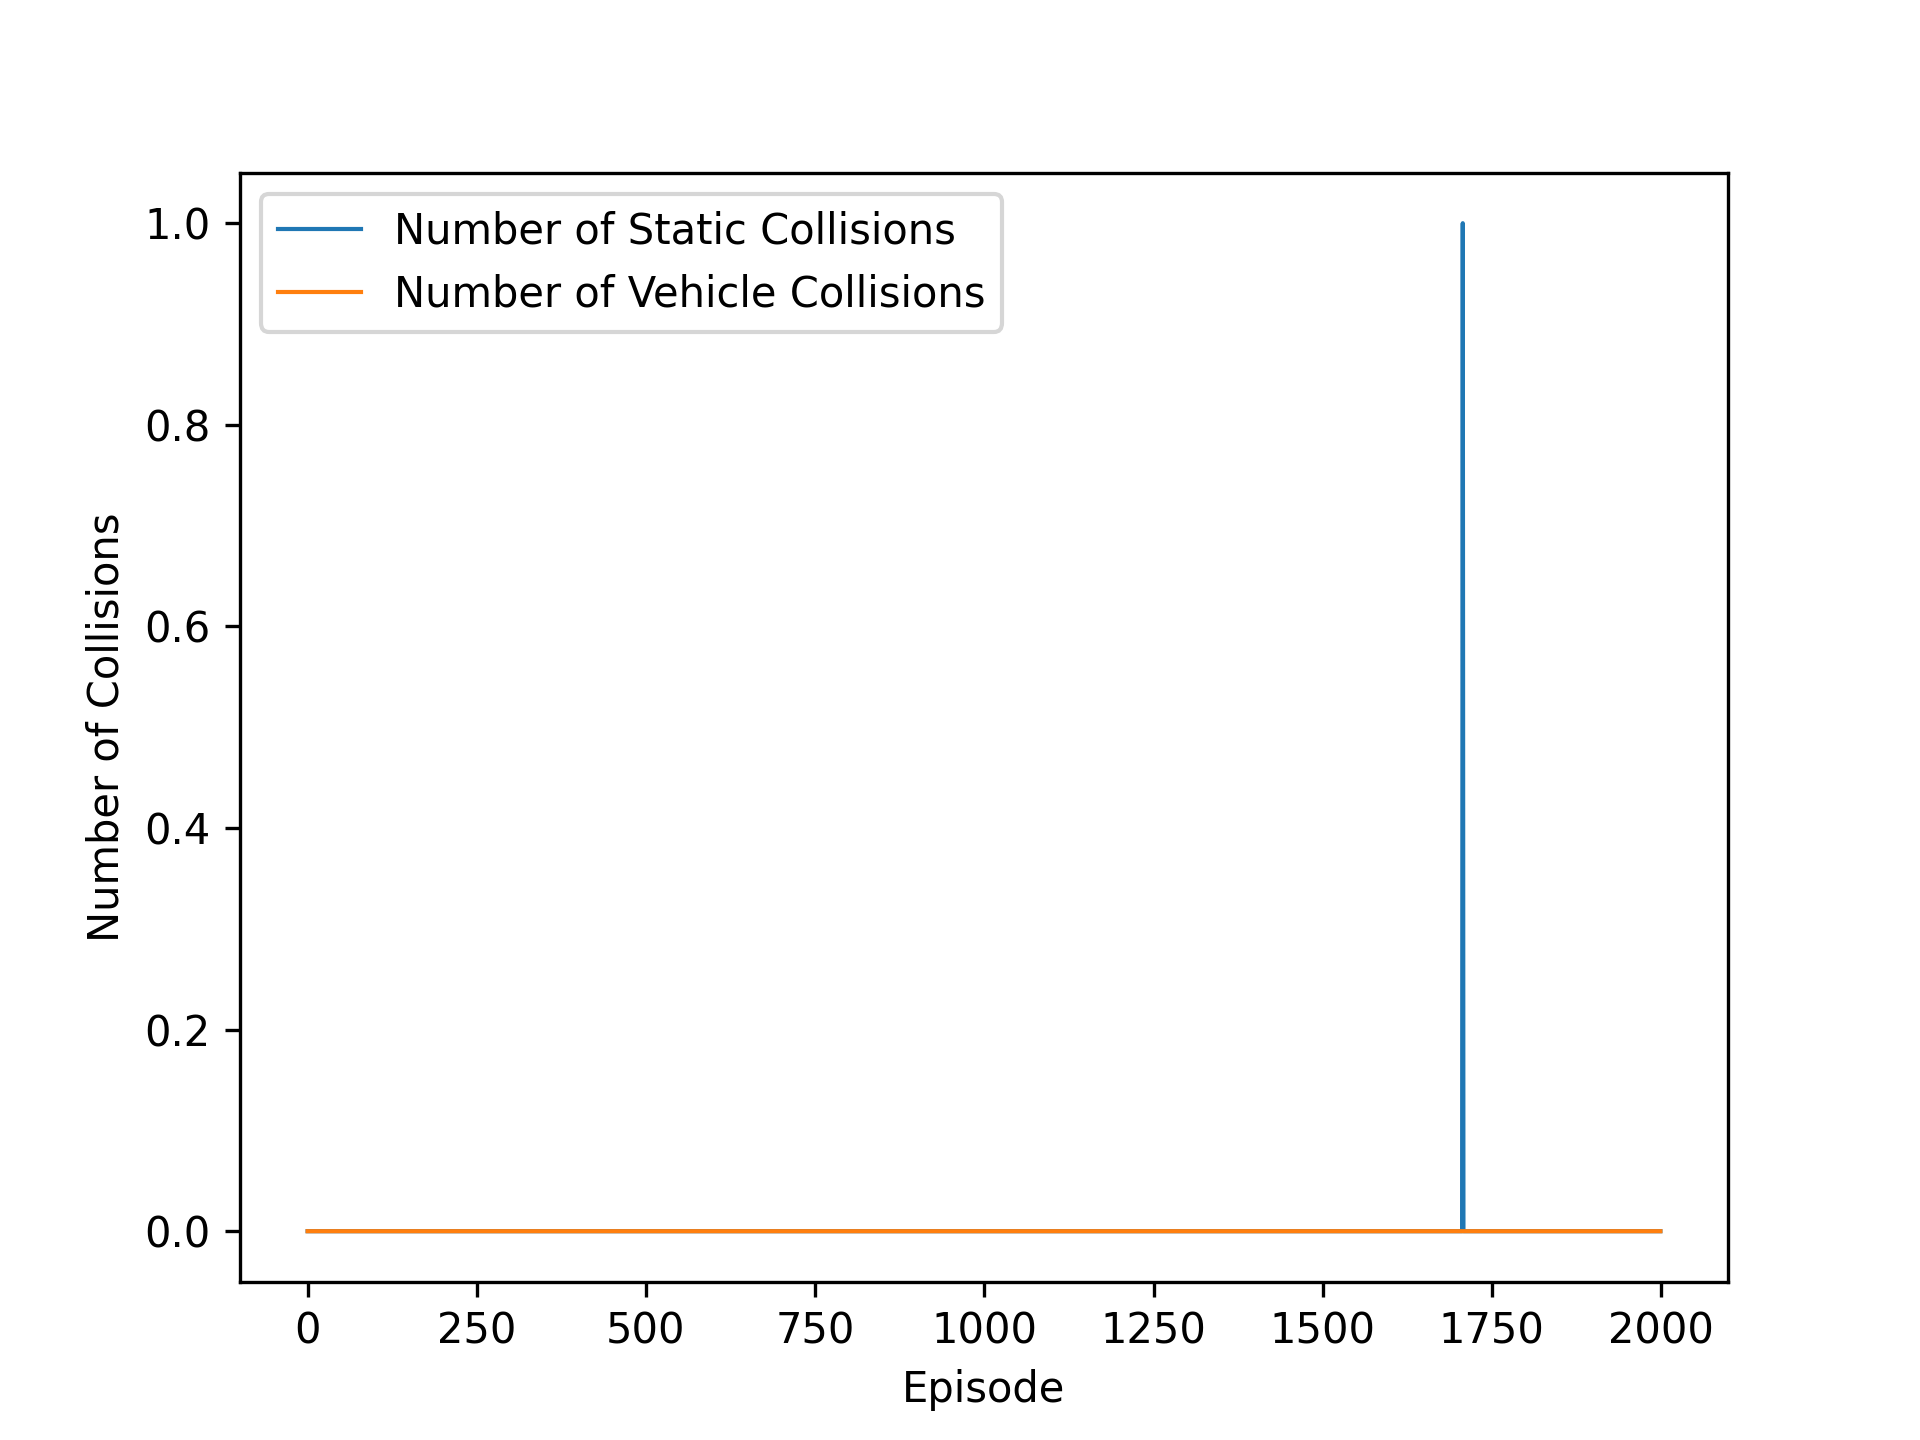 Number of Static Collisions
Number of Vehicle Collisions
Number of Collisions
1.0
0.8
0.6
0.4
0.2
0.0
0 250 500 750 1000 1250 1500 1750 2000
Episode